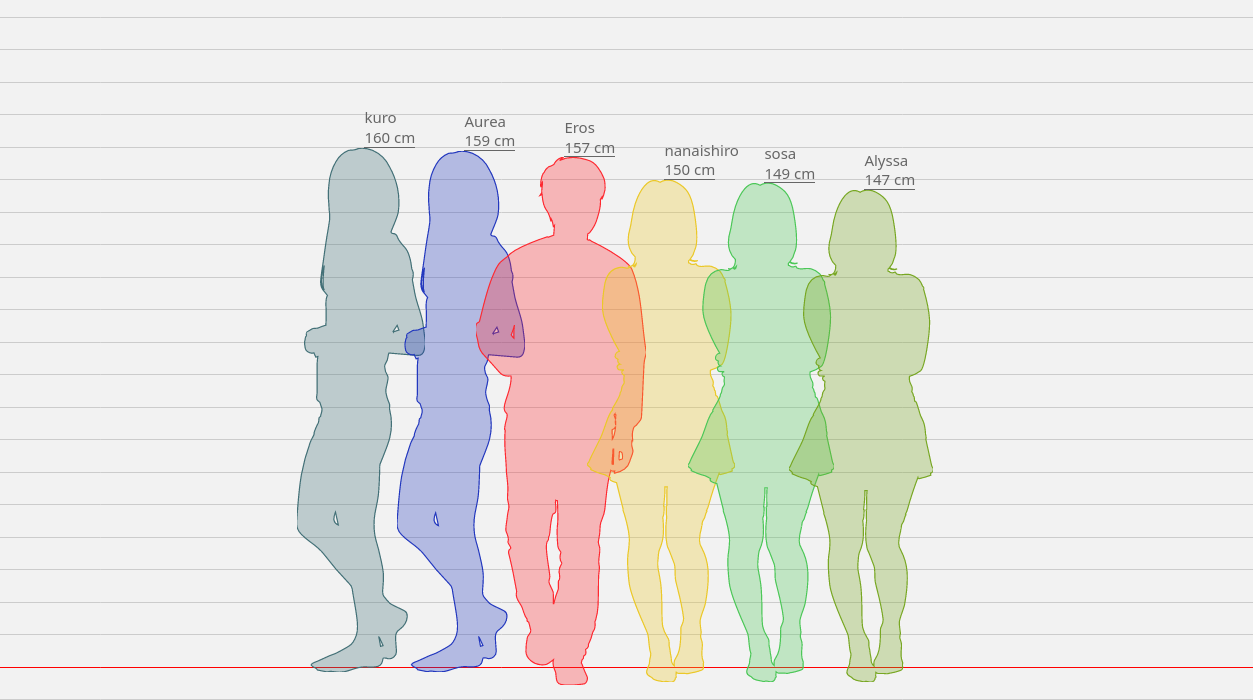 kuro
160 cm
Aurea
159 cm
Eros
157 cm
nanaishiro
150 cm
sosa
149 cm
Alyssa
147 cm